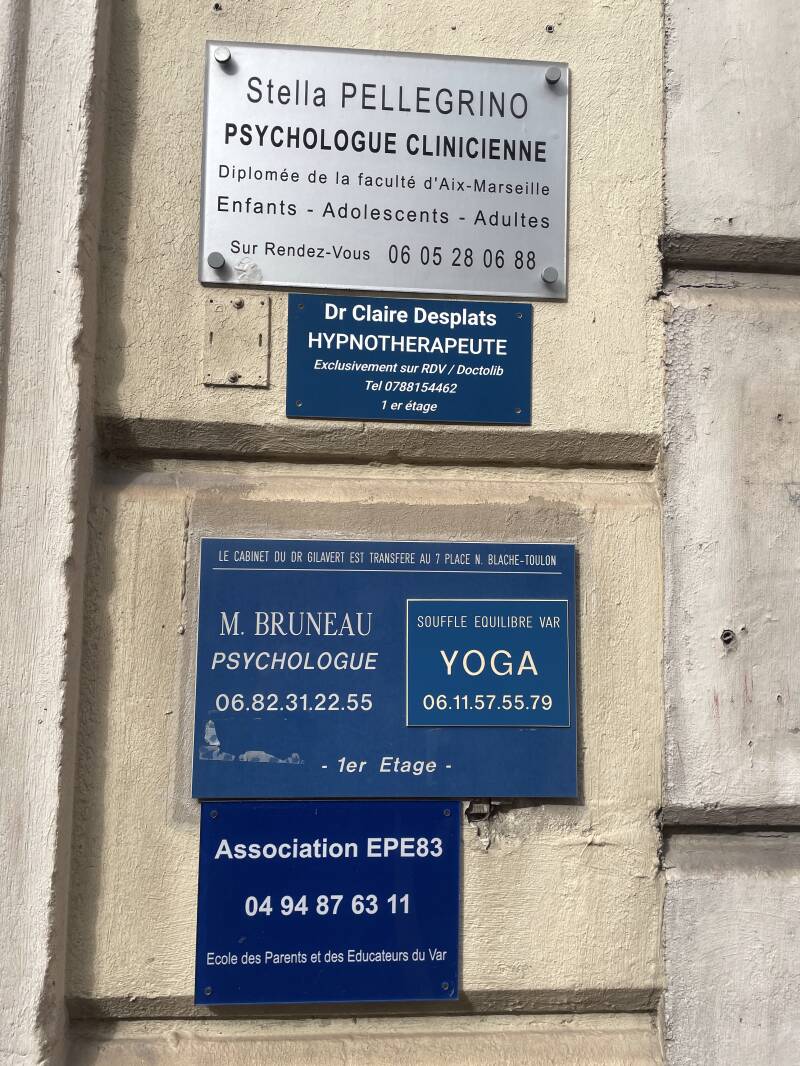 Stella PELLEGRINO
PSYCHOLOGUE CLINICIENNE
Diplomée de la faculté d'Aix-Marseille
Enfants - Adolescents - Adultes
Sur Rendez-Vous 06 05 28 06 88
Dr Claire Desplats
HYPNOTHERAPEUTE
Exclusivement sur RDV / Doctolib
Tel 0788154462
1 er étage
LE CABINET DU DR GILAVERT EST TRANSFERE AU 7 PLACE N. BLACHE-TOULON
M. BRUNEAU
PSYCHOLOGUE
06.82.31.22.55
SOUFFLE EQUILIBRE VAR
YOGA
06.11.57.55.79
- 1er Etage -
Association EPE83
04 94 87 63 11
Ecole des Parents et des Educateurs du Var